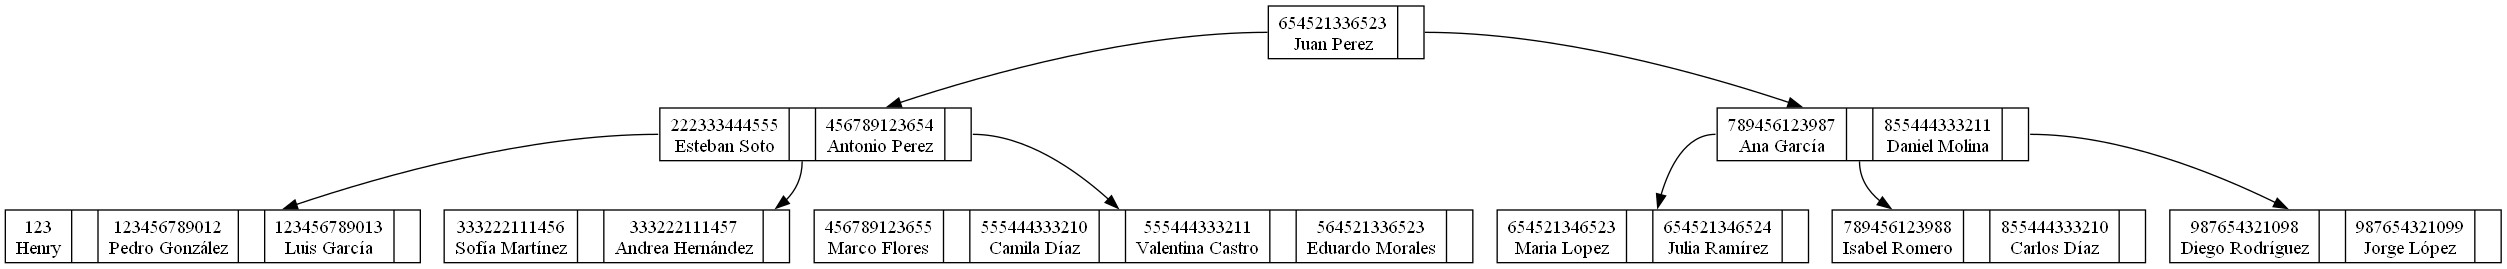 654521336523
Juan Perez
222333444555
Esteban Soto
456789123654
Antonio Perez
789456123987
Ana García
855444333211
Daniel Molina
123
Henry
123456789012
Pedro González
123456789013
Luis García
333222111456
Sofía Martínez
333222111457
Andrea Hernández
456789123655
Marco Flores
555444333210
Camila Díaz
555444333211
Valentina Castro
564521336523
Eduardo Morales
654521346523
Maria Lopez
654521346524
Julia Ramírez
789456123988
Isabel Romero
855444333210
Carlos Díaz
987654321098
Diego Rodríguez
987654321099
Jorge López